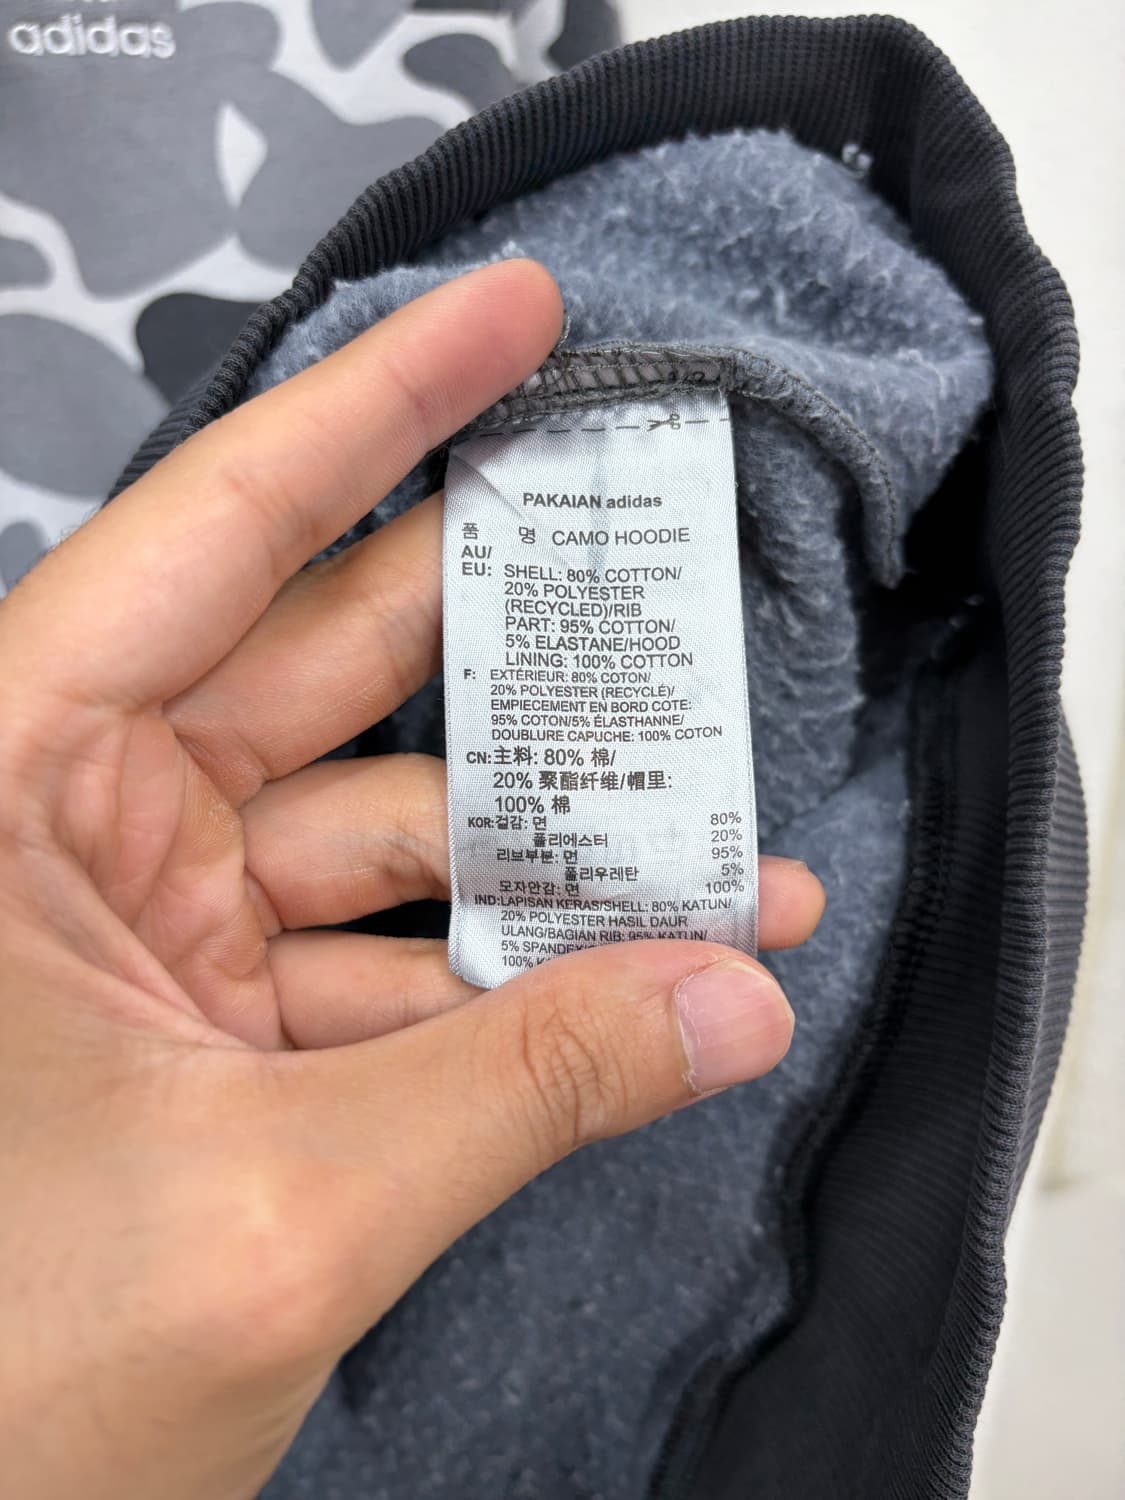 adidas
PAKAIAN adidas
품 명 CAMO HOODIE
AU/
EU: SHELL: 80% COTTON/
20% POLYESTER
(RECYCLED)/RIB
PART: 95% COTTON/
5% ELASTANE/HOOD
LINING: 100% COTTON
F: EXTÉRIEUR: 80% COTON/
20% POLYESTER (RECYCLÉ)/
EMPIECEMENT EN BORD COTE:
95% COTON/5% ÉLASTHANNE/
DOUBLURE CAPUCHE: 100% COTON
CN: 主料: 80% 棉/
20% 聚酯纤维/帽里:
100% 棉
KOR: 겉감: 면 80%
폴리에스터 20%
리브부분: 면 95%
폴리우레탄 5%
모자안감: 면 100%
IND: LAPISAN KERAS/SHELL: 80% KATUN/
20% POLYESTER HASIL DAUR
ULANG/BAGIAN RIB: 95% KATUN/
5% SPANDEX
100%